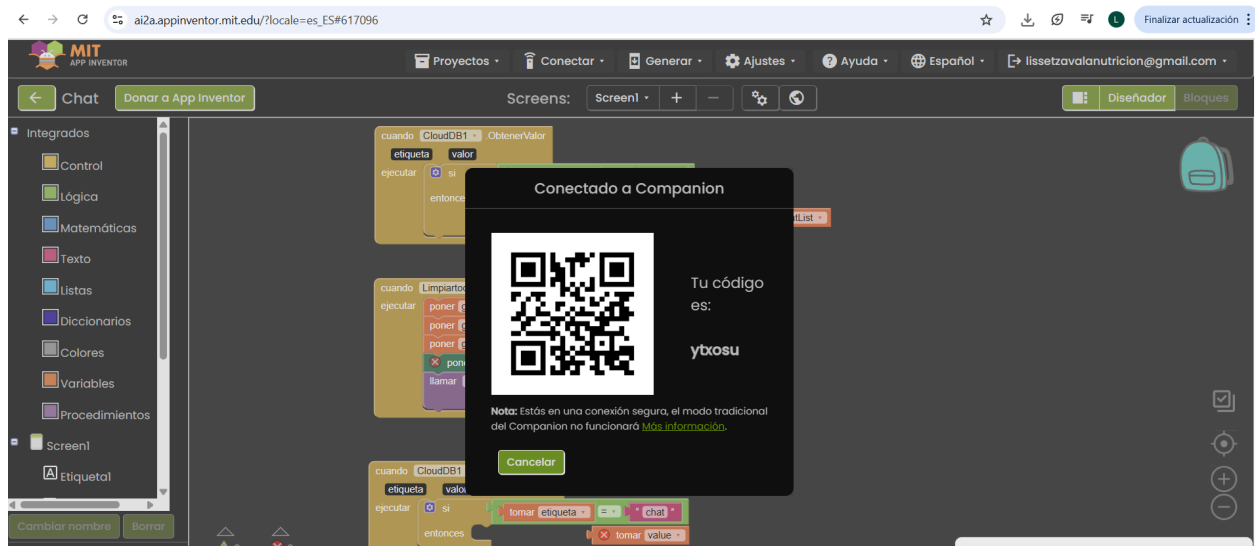 ai2a.appinventor.mit.edu/?locale=es_ES#617096
L
Finalizar actualización
MIT
APP INVENTOR
Proyectos
Conectar
Generar
Ajustes
Ayuda
Español
lissetzavalanutricion@gmail.com
Chat
Donar a App Inventor
Screens:
Screen1
Diseñador
Bloques
Integrados
Control
Lógica
Matemáticas
Texto
Listas
Diccionarios
Colores
Variables
Procedimientos
Screen1
Etiqueta1
Cambiar nombre
Borrar
cuando CloudDB1 ObtenerValor
etiqueta valor
ejecutar si
entonces
cuando
ejecutar poner
poner
poner
llamar
cuando CloudDB1
etiqueta
ejecutar si tomar etiqueta = " chat "
entonces tomar value
Conectado a Companion
Tu código
es:
ytxosu
Nota: Estás en una conexión segura, el modo tradicional
del Companion no funcionará Más información.
Cancelar